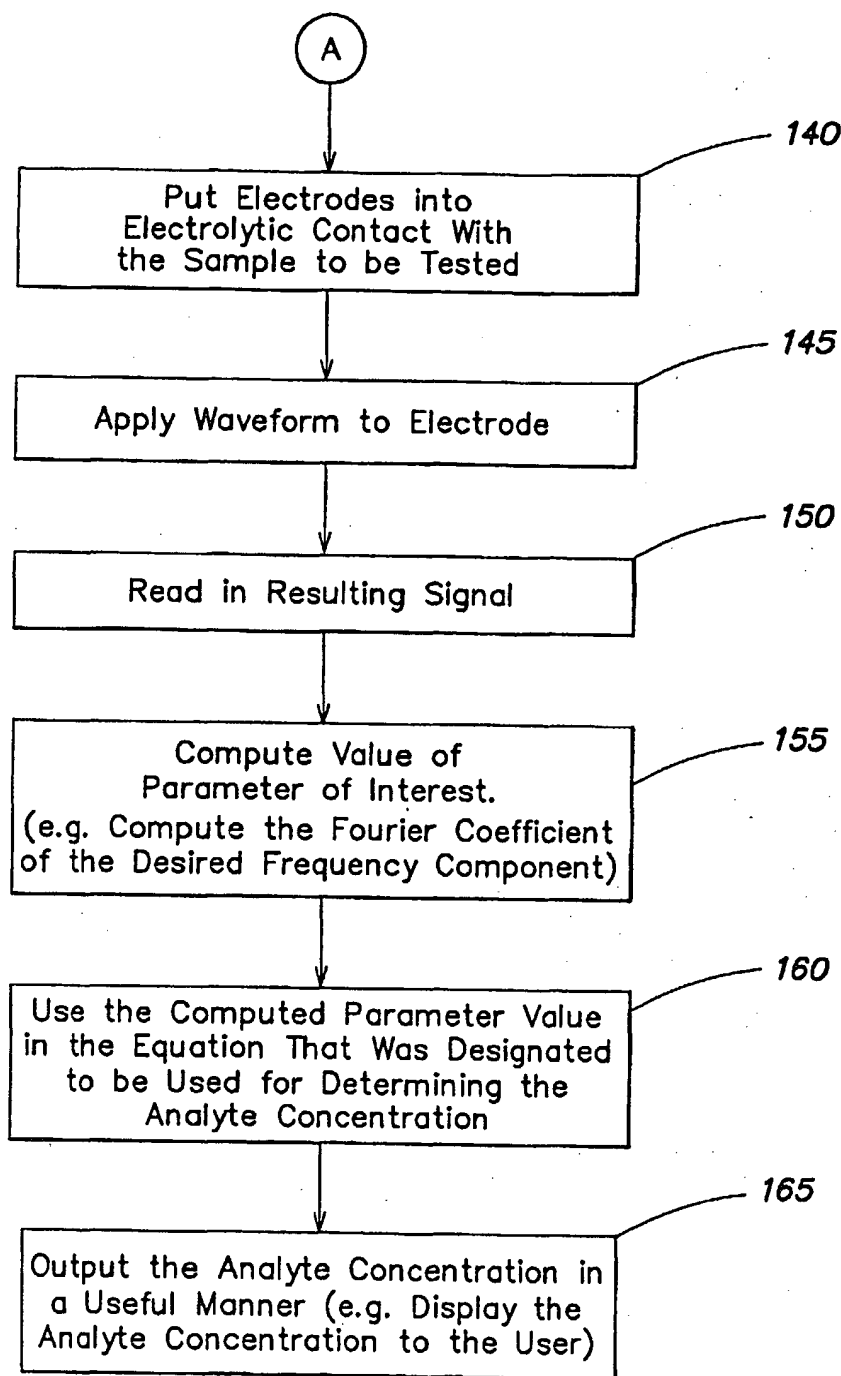 A
140
Put Electrodes into
Electrolytic Contact With
the Sample to be Tested
145
Apply Waveform to Electrode
150
Read in Resulting Signal
155
Compute Value of
Parameter of Interest.
(e.g. Compute the Fourier Coefficient
of the Desired Frequency Component)
160
Use the Computed Parameter Value
in the Equation That Was Designated
to be Used for Determining the
Analyte Concentration
165
Output the Analyte Concentration in
a Useful Manner (e.g. Display the
Analyte Concentration to the User)